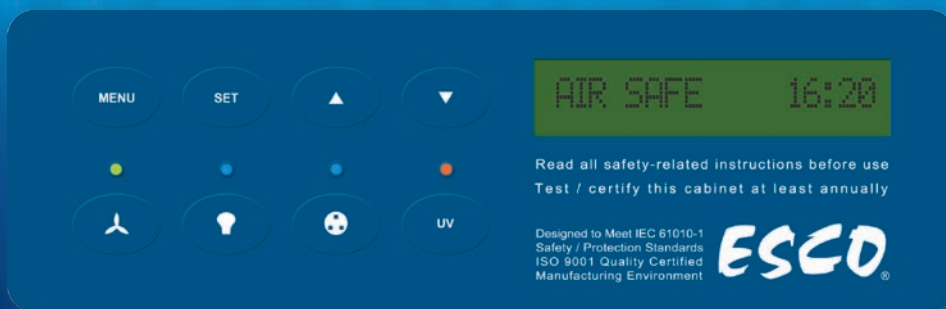 MENU SET ▲ ▼
AIR SAFE 16:20
Read all safety-related instructions before use
Test / certify this cabinet at least annually
UV
Designed to Meet IEC 61010-1
Safety / Protection Standards
ISO 9001 Quality Certified
Manufacturing Environment
ESCO®